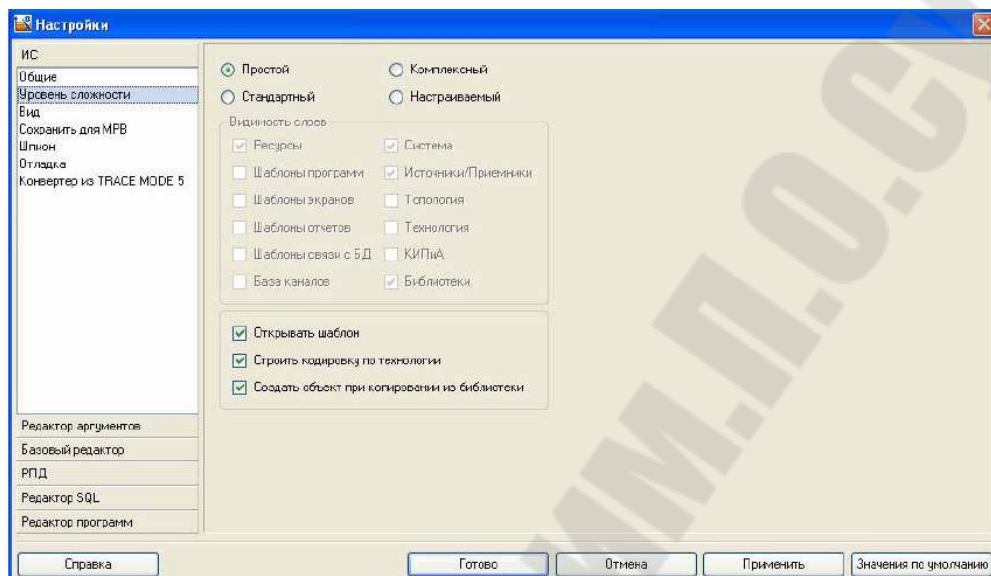 Настройки
ИС
Общие
Уровень сложности
Вид
Сохранить для МРВ
Шпион
Отладка
Конвертер из TRACE MODE 5
Редактор аргументов
Базовый редактор
РПД
Редактор SQL
Редактор программ
Простой
Комплексный
Стандартный
Настраиваемый
Видимость слоев
Ресурсы
Система
Шаблоны программ
Источники/Приемники
Шаблоны экранов
Топология
Шаблоны отчетов
Технология
Шаблоны связи с БД
КИПиА
База каналов
Библиотеки
Открывать шаблон
Строить кодировку по технологии
Создать объект при копировании из библиотеки
Справка
Готово
Отмена
Применить
Значения по умолчанию